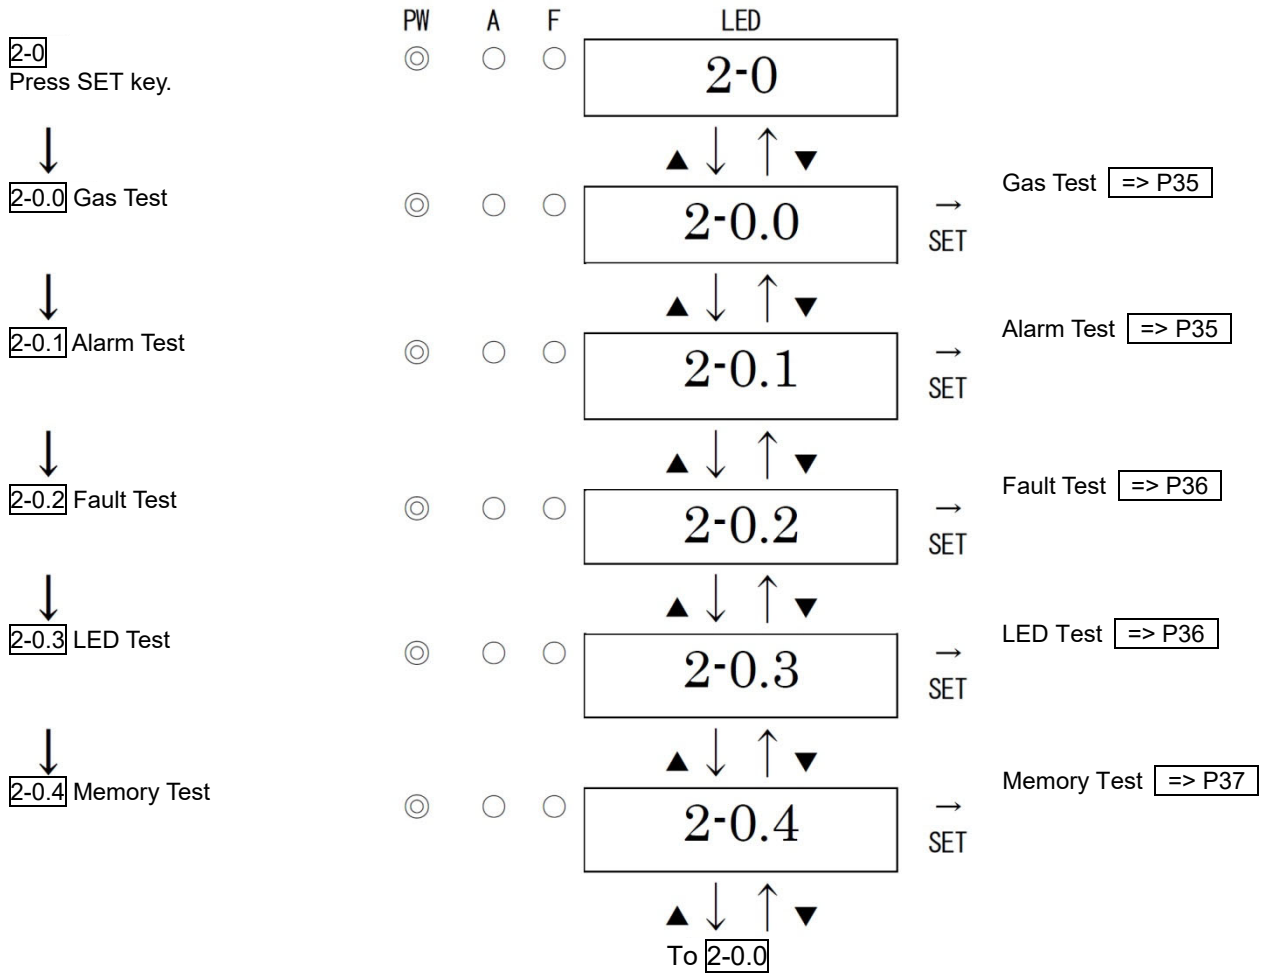 PW A F LED
2-0
Press SET key.
2-0
▲ ↓ ↑ ▼
2-0.0 Gas Test
◎ ○ ○ 2-0.0 → SET
Gas Test => P35
▲ ↓ ↑ ▼
2-0.1 Alarm Test
◎ ○ ○ 2-0.1 → SET
Alarm Test => P35
▲ ↓ ↑ ▼
2-0.2 Fault Test
◎ ○ ○ 2-0.2 → SET
Fault Test => P36
▲ ↓ ↑ ▼
2-0.3 LED Test
◎ ○ ○ 2-0.3 → SET
LED Test => P36
▲ ↓ ↑ ▼
2-0.4 Memory Test
◎ ○ ○ 2-0.4 → SET
Memory Test => P37
▲ ↓ ↑ ▼
To 2-0.0